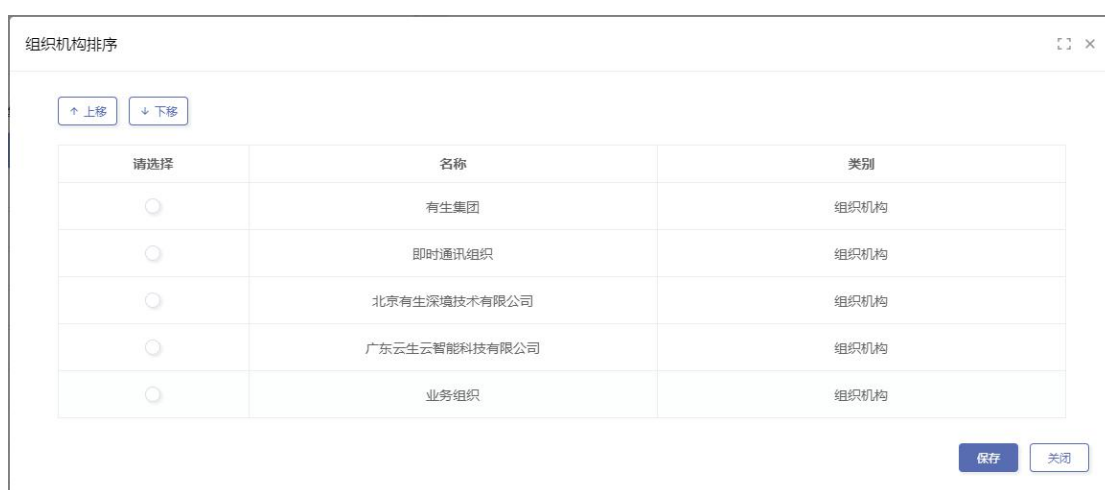 组织机构排序
↑ 上移 ↓ 下移
请选择 名称 类别
有生集团 组织机构
即时通讯组织 组织机构
北京有生深境技术有限公司 组织机构
广东云生云智能科技有限公司 组织机构
业务组织 组织机构
保存 关闭